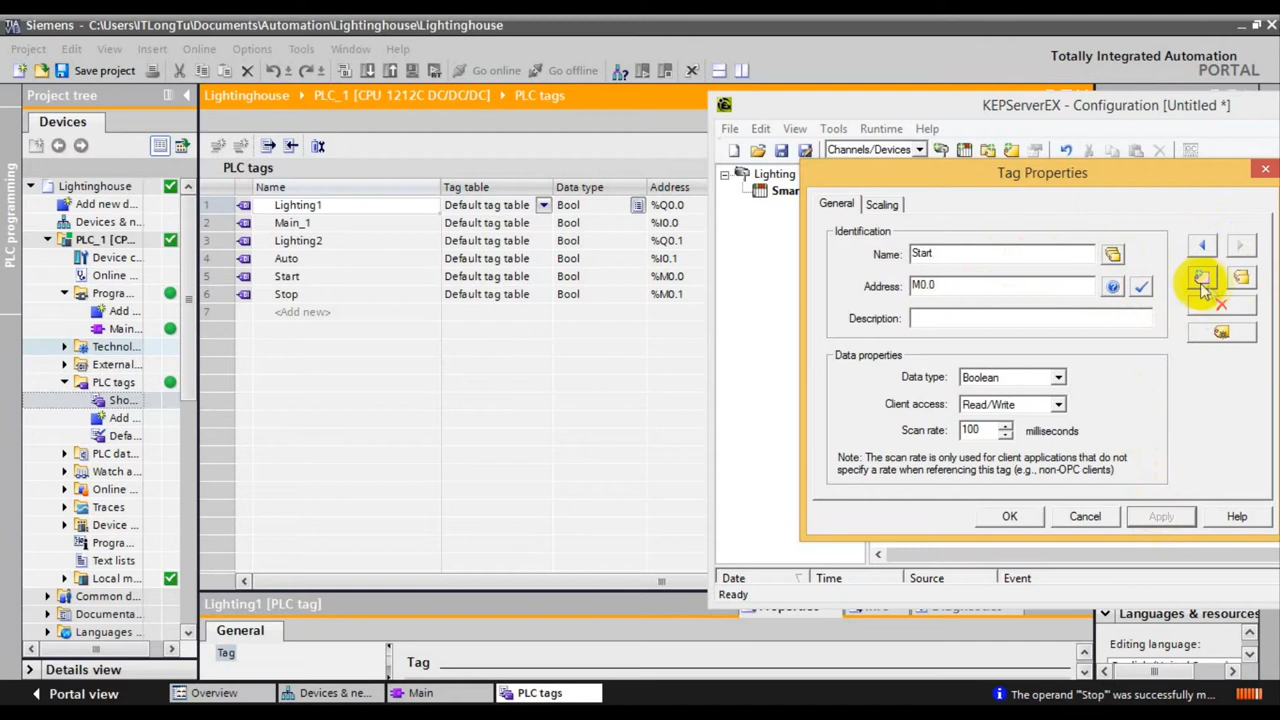 Siemens - C:\Users\ITLongTu\Documents\Automation\Lightinghouse\Lightinghouse
Project Edit View Insert Online Options Tools Window Help
Totally Integrated Automation
PORTAL
Save project
Go online
Go offline
Project tree
Lightinghouse PLC_1 [CPU 1212C DC/DC/DC] PLC tags
Devices
PLC programming
PLC tags
Name Tag table Data type Address
1 Lighting1 Default tag table Bool %Q0.0
2 Main_1 Default tag table Bool %I0.0
3 Lighting2 Default tag table Bool %Q0.1
4 Auto Default tag table Bool %I0.1
5 Start Default tag table Bool %M0.0
6 Stop Default tag table Bool %M0.1
7 <Add new>
Lightinghouse
Add new d...
Devices & n...
PLC_1 [CP...
Device c...
Online ...
Progra...
Add ...
Main...
Technol...
External...
PLC tags
Sho...
Add ...
Defa...
PLC dat...
Watch a...
Online ...
Traces
Device ...
Progra...
Text lists
Local m...
Common d...
Documenta...
Languages ...
Details view
Lighting1 [PLC tag]
General
Tag
Tag
KEPServerEX - Configuration [Untitled *]
File Edit View Tools Runtime Help
Channels/Devices
Lighting
Smar
Tag Properties
General Scaling
Identification
Name: Start
Address: M0.0
Description:
Data properties
Data type: Boolean
Client access: Read/Write
Scan rate: 100 milliseconds
Note: The scan rate is only used for client applications that do not
specify a rate when referencing this tag (e.g., non-OPC clients)
OK Cancel Apply Help
Date Time Source Event
Ready
Languages & resources
Editing language:
Portal view
Overview
Devices & ne...
Main
PLC tags
The operand '"Stop" was successfully m...